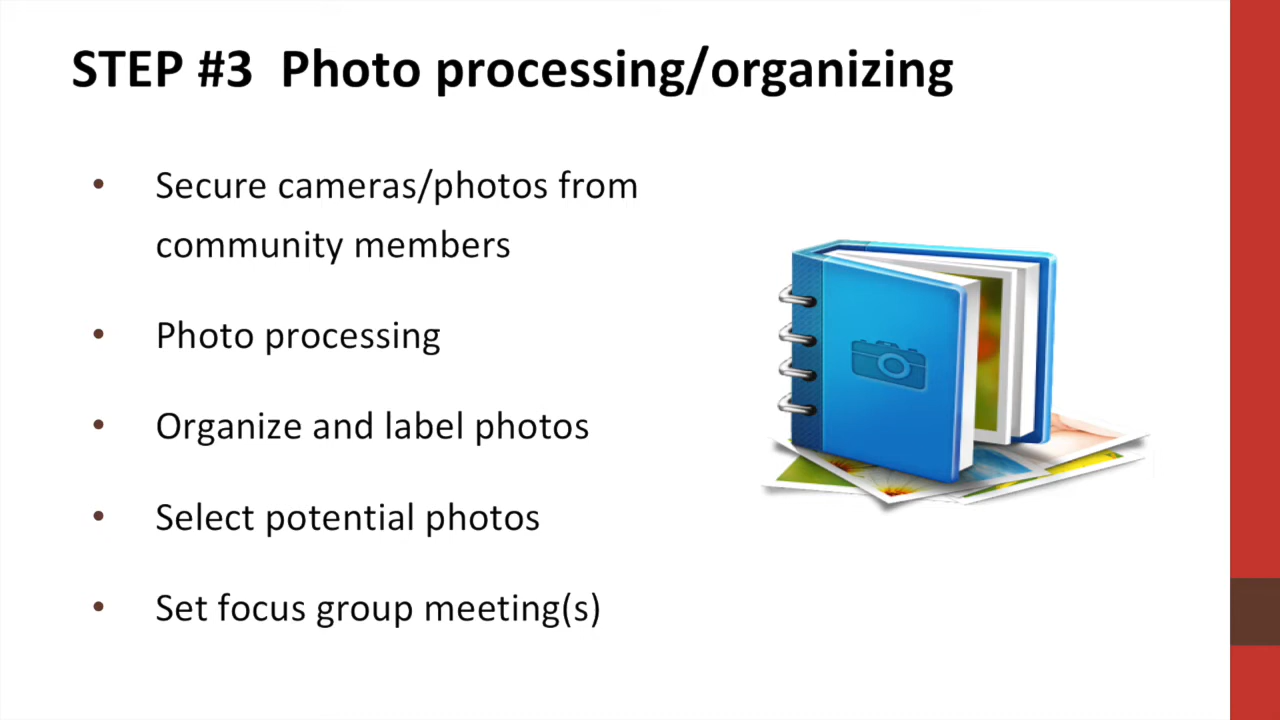 STEP #3 Photo processing/organizing
• Secure cameras/photos from
community members
• Photo processing
• Organize and label photos
• Select potential photos
• Set focus group meeting(s)